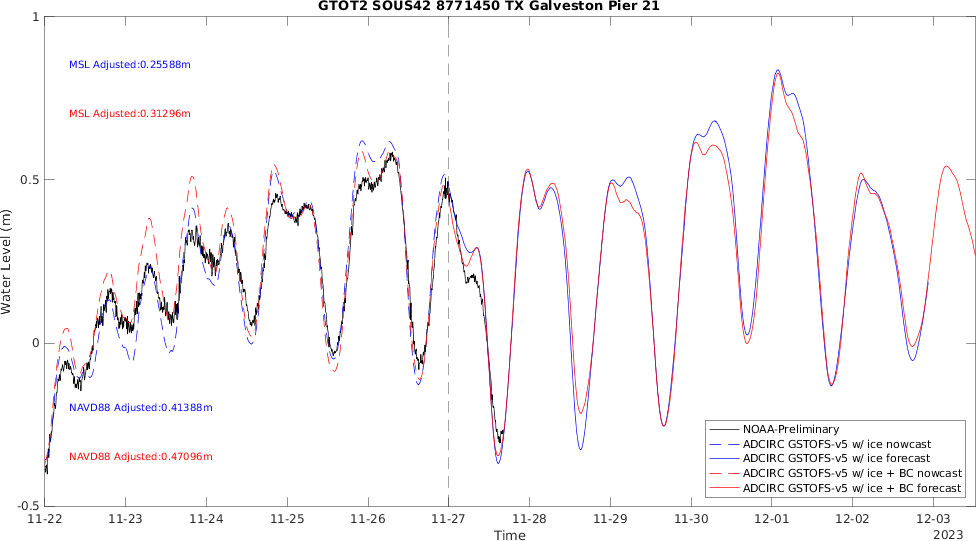 GTOT2 SOUS42 8771450 TX Galveston Pier 21
1
MSL Adjusted:0.25588m
MSL Adjusted:0.31296m
0.5
Water Level (m)
0
NAVD88 Adjusted:0.41388m
NAVD88 Adjusted:0.47096m
NOAA-Preliminary
ADCIRC GSTOFS-v5 w/ ice nowcast
ADCIRC GSTOFS-v5 w/ ice forecast
ADCIRC GSTOFS-v5 w/ ice + BC nowcast
ADCIRC GSTOFS-v5 w/ ice + BC forecast
-0.5
11-22 11-23 11-24 11-25 11-26 11-27 11-28 11-29 11-30 12-01 12-02 12-03
Time 2023